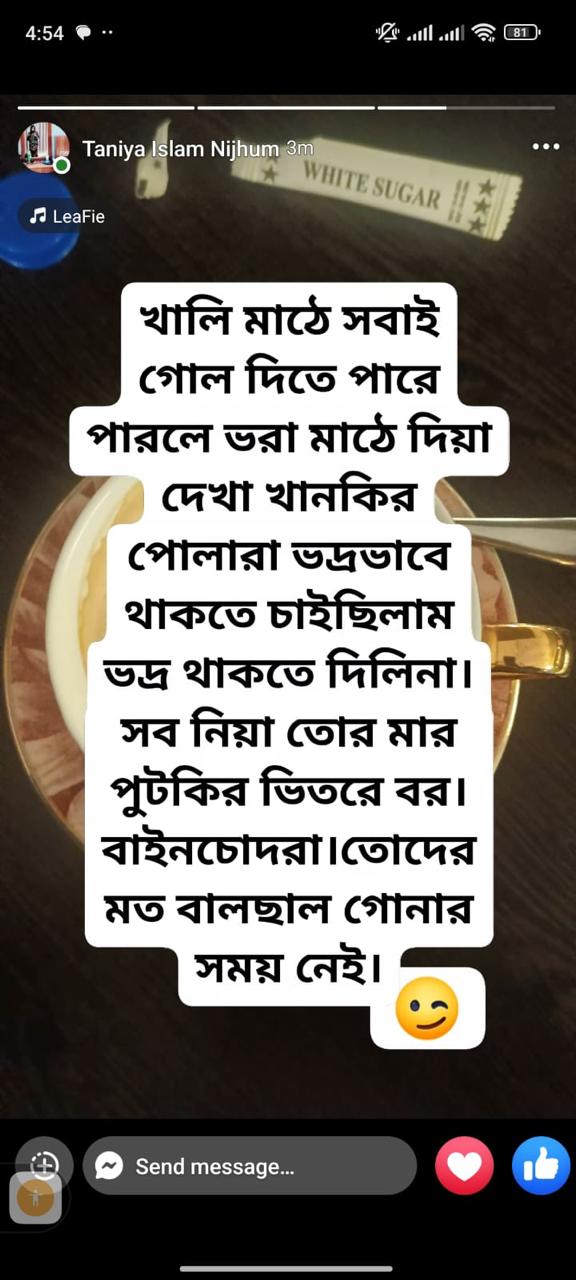 4:54
81
Taniya Islam Nijhum 3m
WHITE SUGAR
LeaFie
খালি মাঠে সবাই
গোল দিতে পারে
পারলে ভরা মাঠে দিয়া
দেখা খানকির
পোলারা ভদ্রভাবে
থাকতে চাইছিলাম
ভদ্র থাকতে দিলিনা।
সব নিয়া তোর মার
পুটকির ভিতরে বর।
বাইনচোদরা।তোদের
মত বালছাল গোনার
সময় নেই।
😉
Send message...